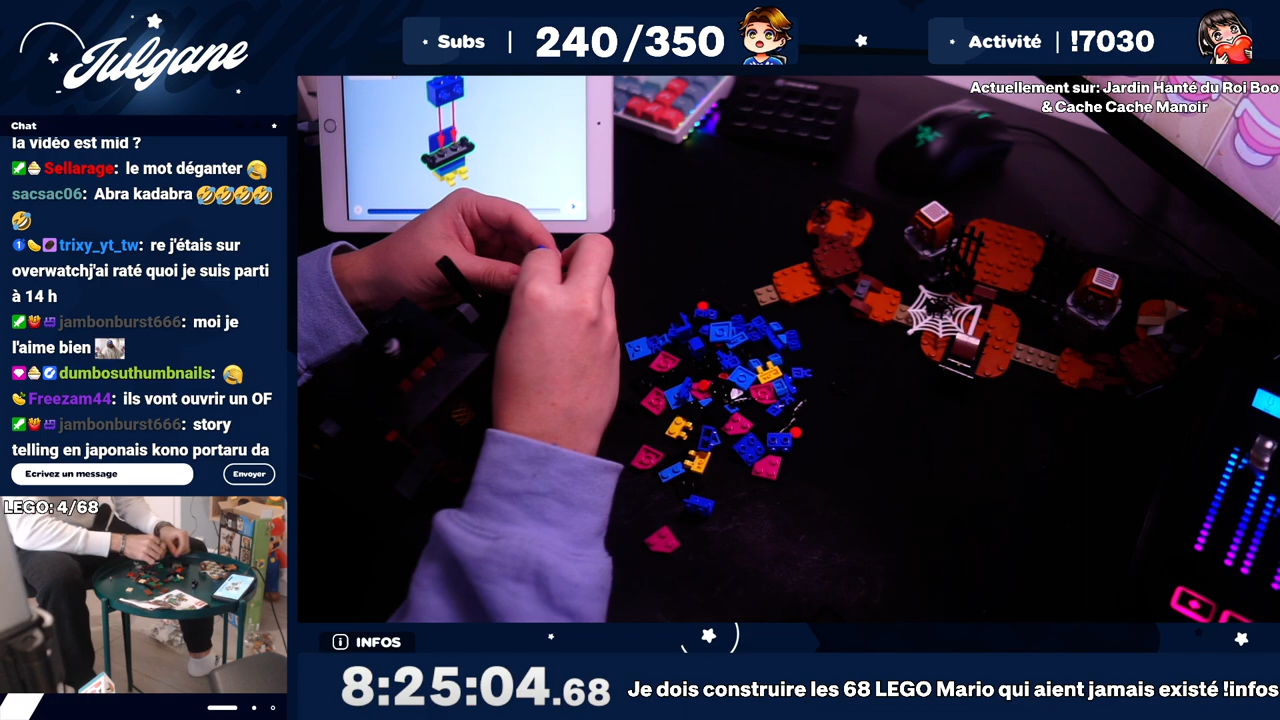 Julgane
Subs | 240/350
Activité | !7030
Actuellement sur: Jardin Hanté du Roi Boo
& Cache Cache Manoir
Chat
la vidéo est mid ?
Sellarage: le mot déganter 😂
sacsac06: Abra kadabra 🤣🤣🤣🤣
🤣
trixy_yt_tw: re j'étais sur
overwatchj'ai raté quoi je suis parti
à 14 h
jambonburst666: moi je
l'aime bien
dumbosuthumbnails: 😂
Freezam44: ils vont ouvrir un OF
jambonburst666: story
telling en japonais kono portaru da
Ecrivez un message
Envoyer
LEGO: 4/68
INFOS
8:25:04.68
Je dois construire les 68 LEGO Mario qui aient jamais existé !infos